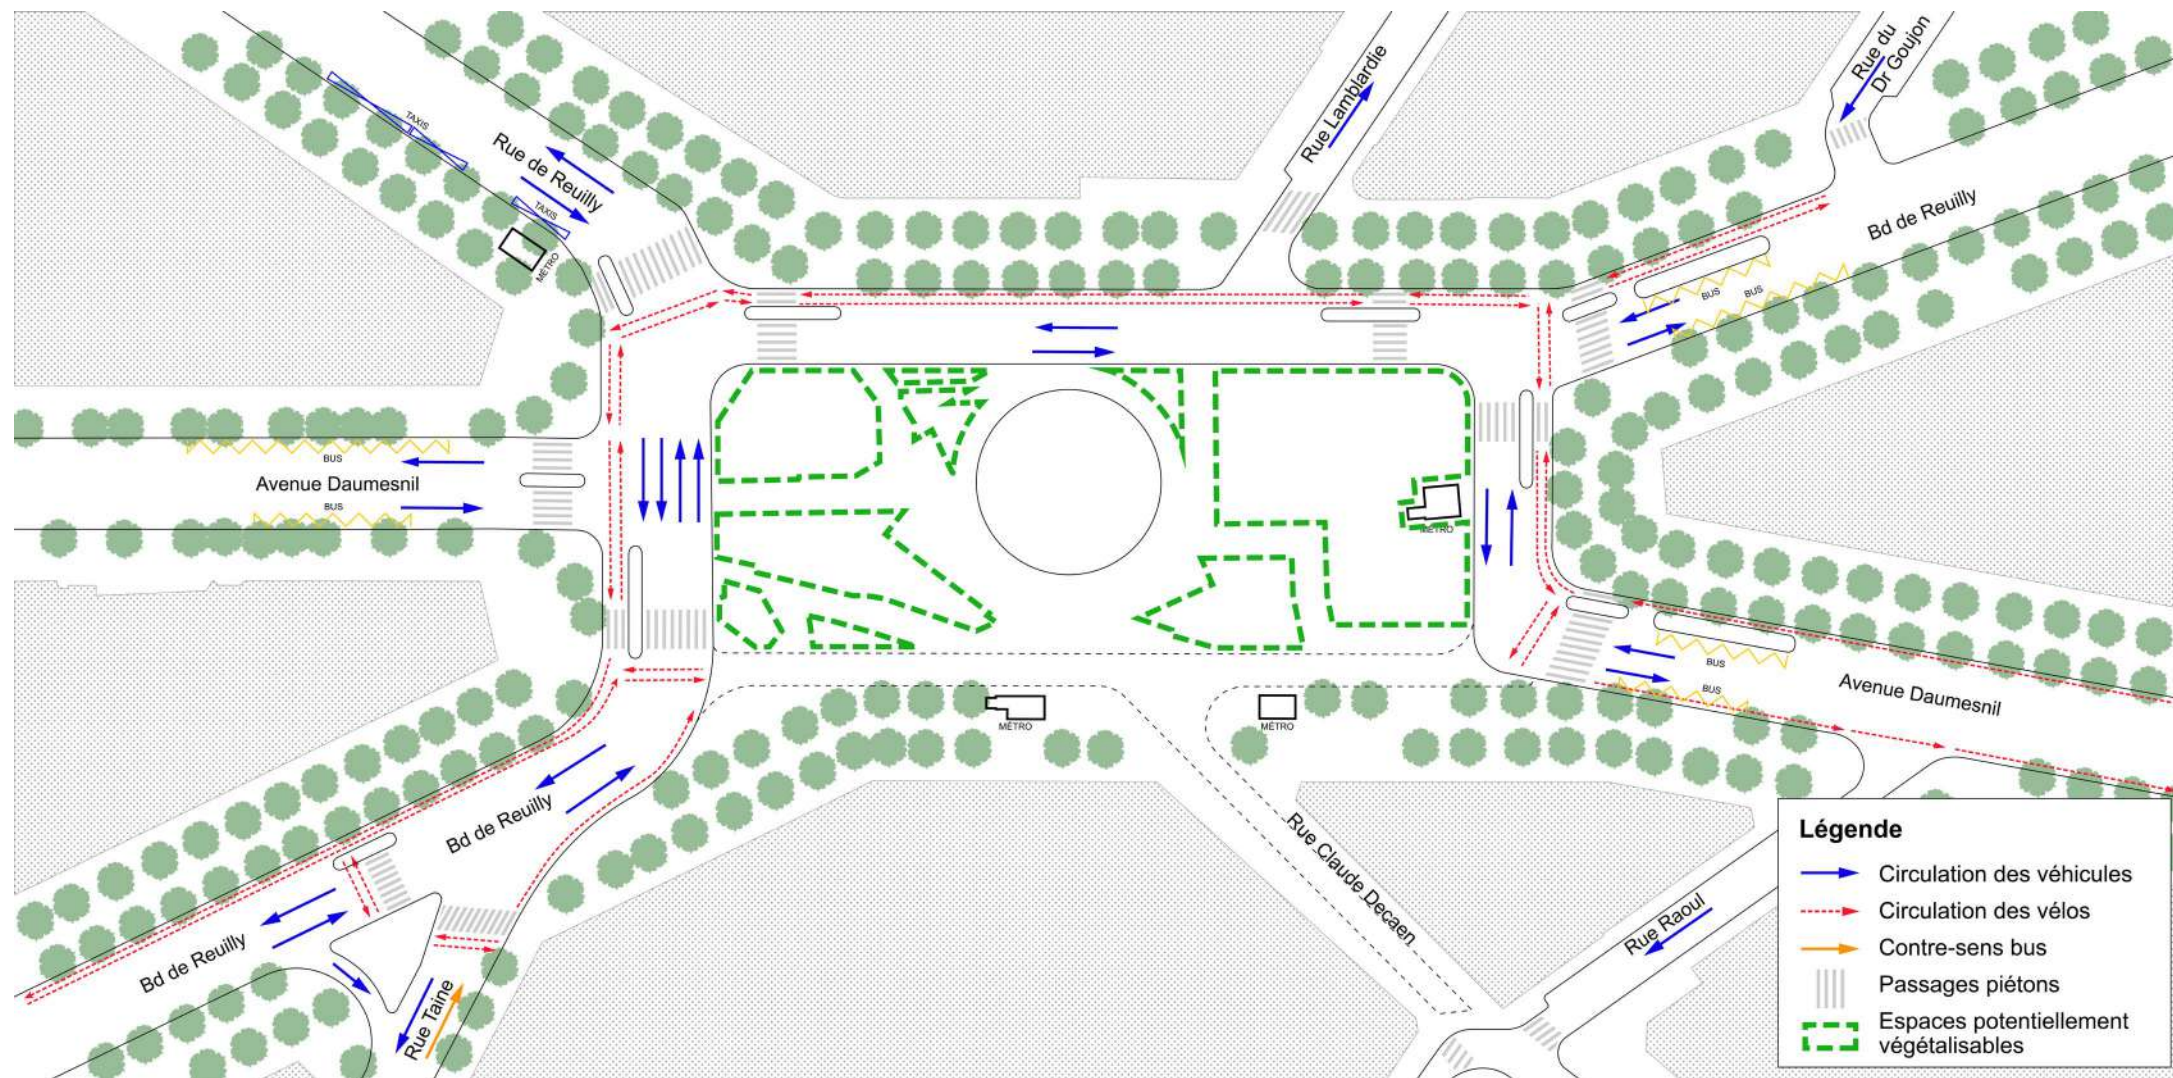 Rue du
Dr Goujon
Rue Lamblardie
TAXIS
Rue de Reuilly
TAXIS
MÉTRO
Bd de Reuilly
BUS
BUS
BUS
Avenue Daumesnil
BUS
MÉTRO
BUS
BUS
Avenue Daumesnil
MÉTRO
MÉTRO
Bd de Reuilly
Rue Claude Decaen
Rue Raoul
Bd de Reuilly
Rue Taine
Légende
Circulation des véhicules
Circulation des vélos
Contre-sens bus
Passages piétons
Espaces potentiellement
végétalisables